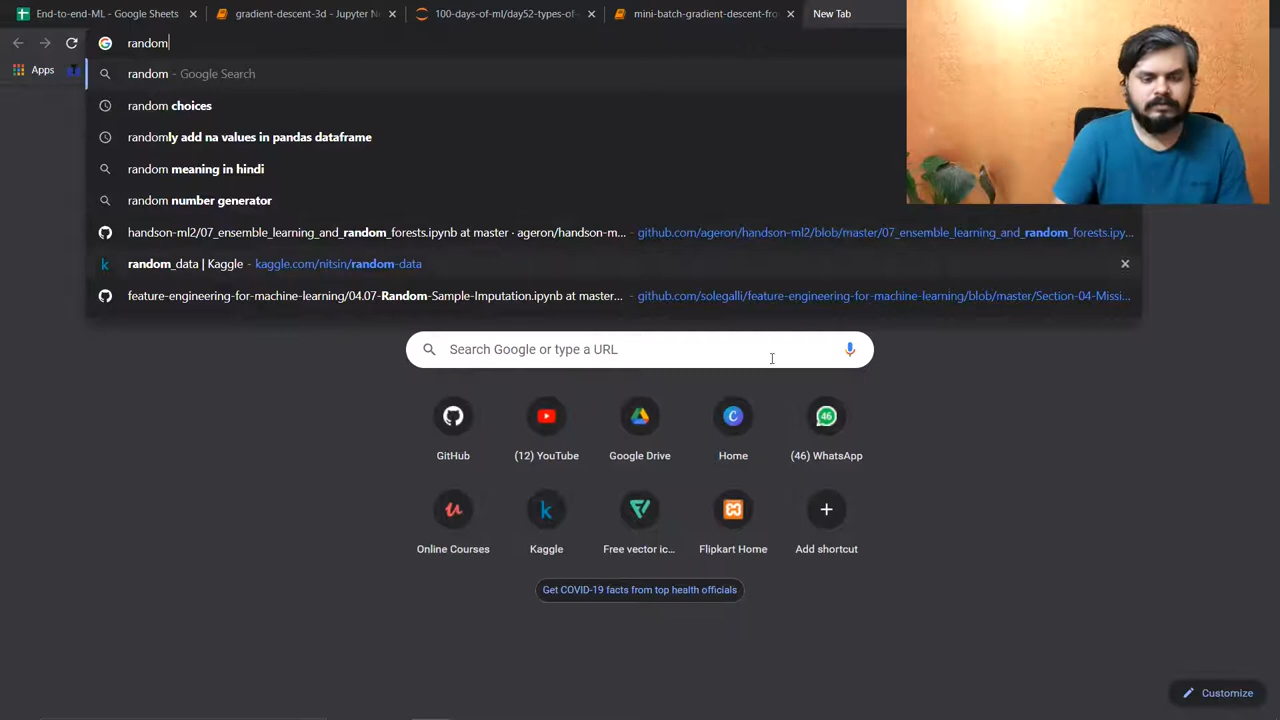 End-to-end-ML - Google Sheets
gradient-descent-3d - Jupyter N
100-days-of-ml/day52-types-of-
mini-batch-gradient-descent-fro
New Tab
random
Apps
random - Google Search
random choices
randomly add na values in pandas dataframe
random meaning in hindi
random number generator
handson-ml2/07_ensemble_learning_and_random_forests.ipynb at master · ageron/handson-m... - github.com/ageron/handson-ml2/blob/master/07_ensemble_learning_and_random_forests.ipy...
random_data | Kaggle - kaggle.com/nitsin/random-data
feature-engineering-for-machine-learning/04.07-Random-Sample-Imputation.ipynb at master... - github.com/solegalli/feature-engineering-for-machine-learning/blob/master/Section-04-Missi...
Search Google or type a URL
46
GitHub
(12) YouTube
Google Drive
Home
(46) WhatsApp
Online Courses
Kaggle
Free vector ic...
Flipkart Home
Add shortcut
Get COVID-19 facts from top health officials
Customize